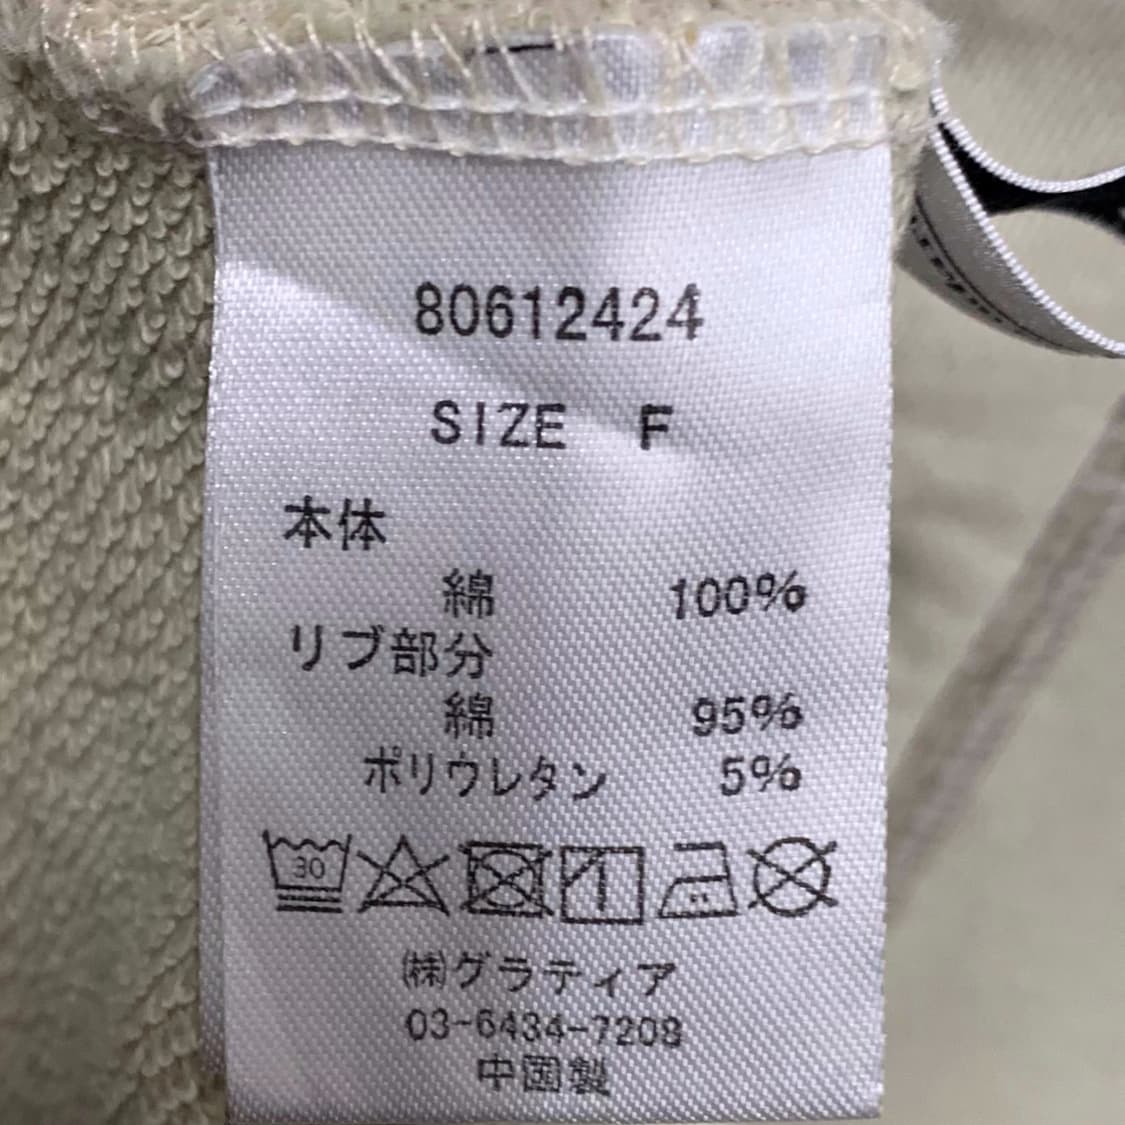 80612424
SIZE F
本体
綿 100%
リブ部分
綿 95%
ポリウレタン 5%
30
㈱グラティア
03-6434-7208
中国製